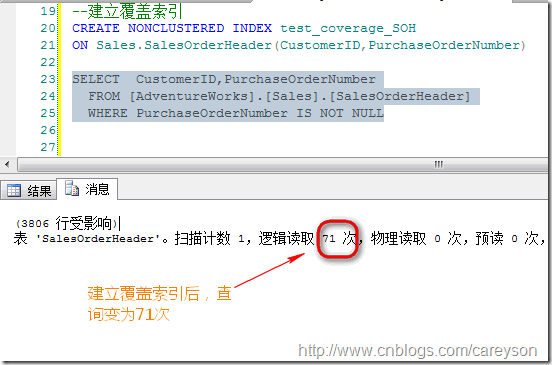 19 --建立覆盖索引
20 CREATE NONCLUSTERED INDEX test_coverage_SOH
21 ON Sales.SalesOrderHeader(CustomerID,PurchaseOrderNumber)
22
23 SELECT CustomerID,PurchaseOrderNumber
24 FROM [AdventureWorks].[Sales].[SalesOrderHeader]
25 WHERE PurchaseOrderNumber IS NOT NULL
26
27
结果 消息
(3806 行受影响)
表 'SalesOrderHeader'。扫描计数 1，逻辑读取 71 次，物理读取 0 次，预读 0 次，
建立覆盖索引后，查
询变为71次
http://www.cnblogs.com/careyson